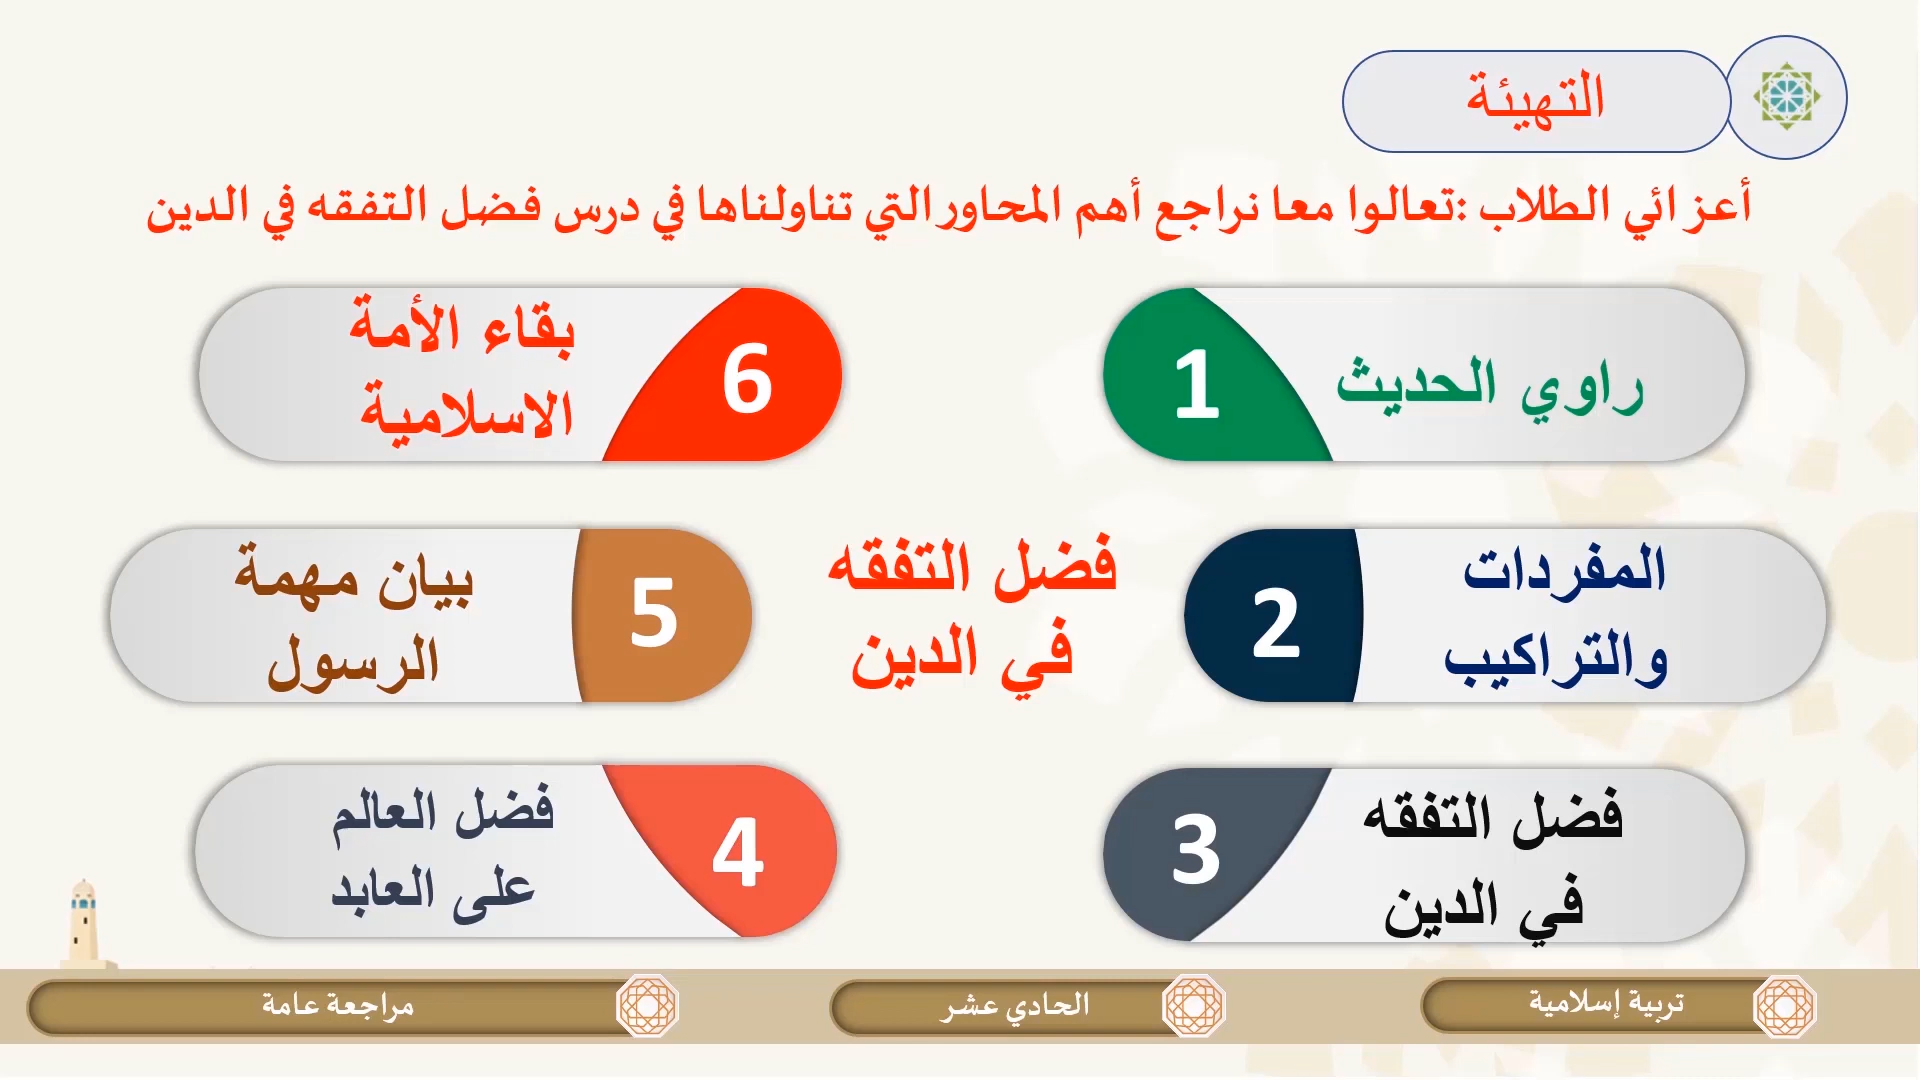 التهيئة
أعزائي الطلاب :تعالوا معا نراجع أهم المحاور التي تناولناها في درس فضل التفقه في الدين
1
راوي الحديث
2
المفردات
والتراكيب
3
فضل التفقه
في الدين
فضل التفقه
في الدين
6
بقاء الأمة
الاسلامية
5
بيان مهمة
الرسول
4
فضل العالم
على العابد
تربية إسلامية
الحادي عشر
مراجعة عامة